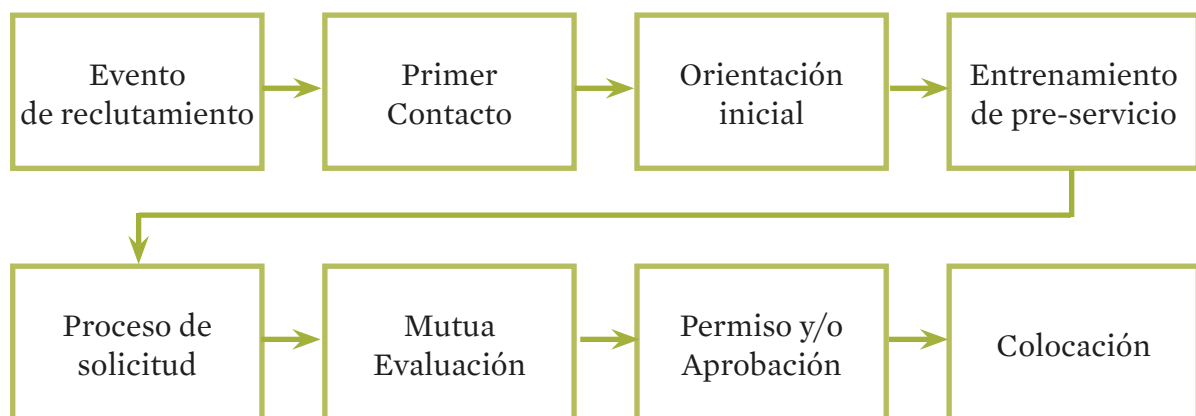 Evento
de reclutamiento
Primer
Contacto
Orientación
inicial
Entrenamiento
de pre-servicio
Proceso de
solicitud
Mutua
Evaluación
Permiso y/o
Aprobación
Colocación